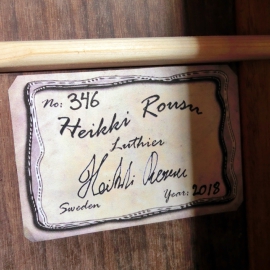 No: 346
Heikki Rousu
Luthier
Heikki Rousu
Sweden Year: 2018